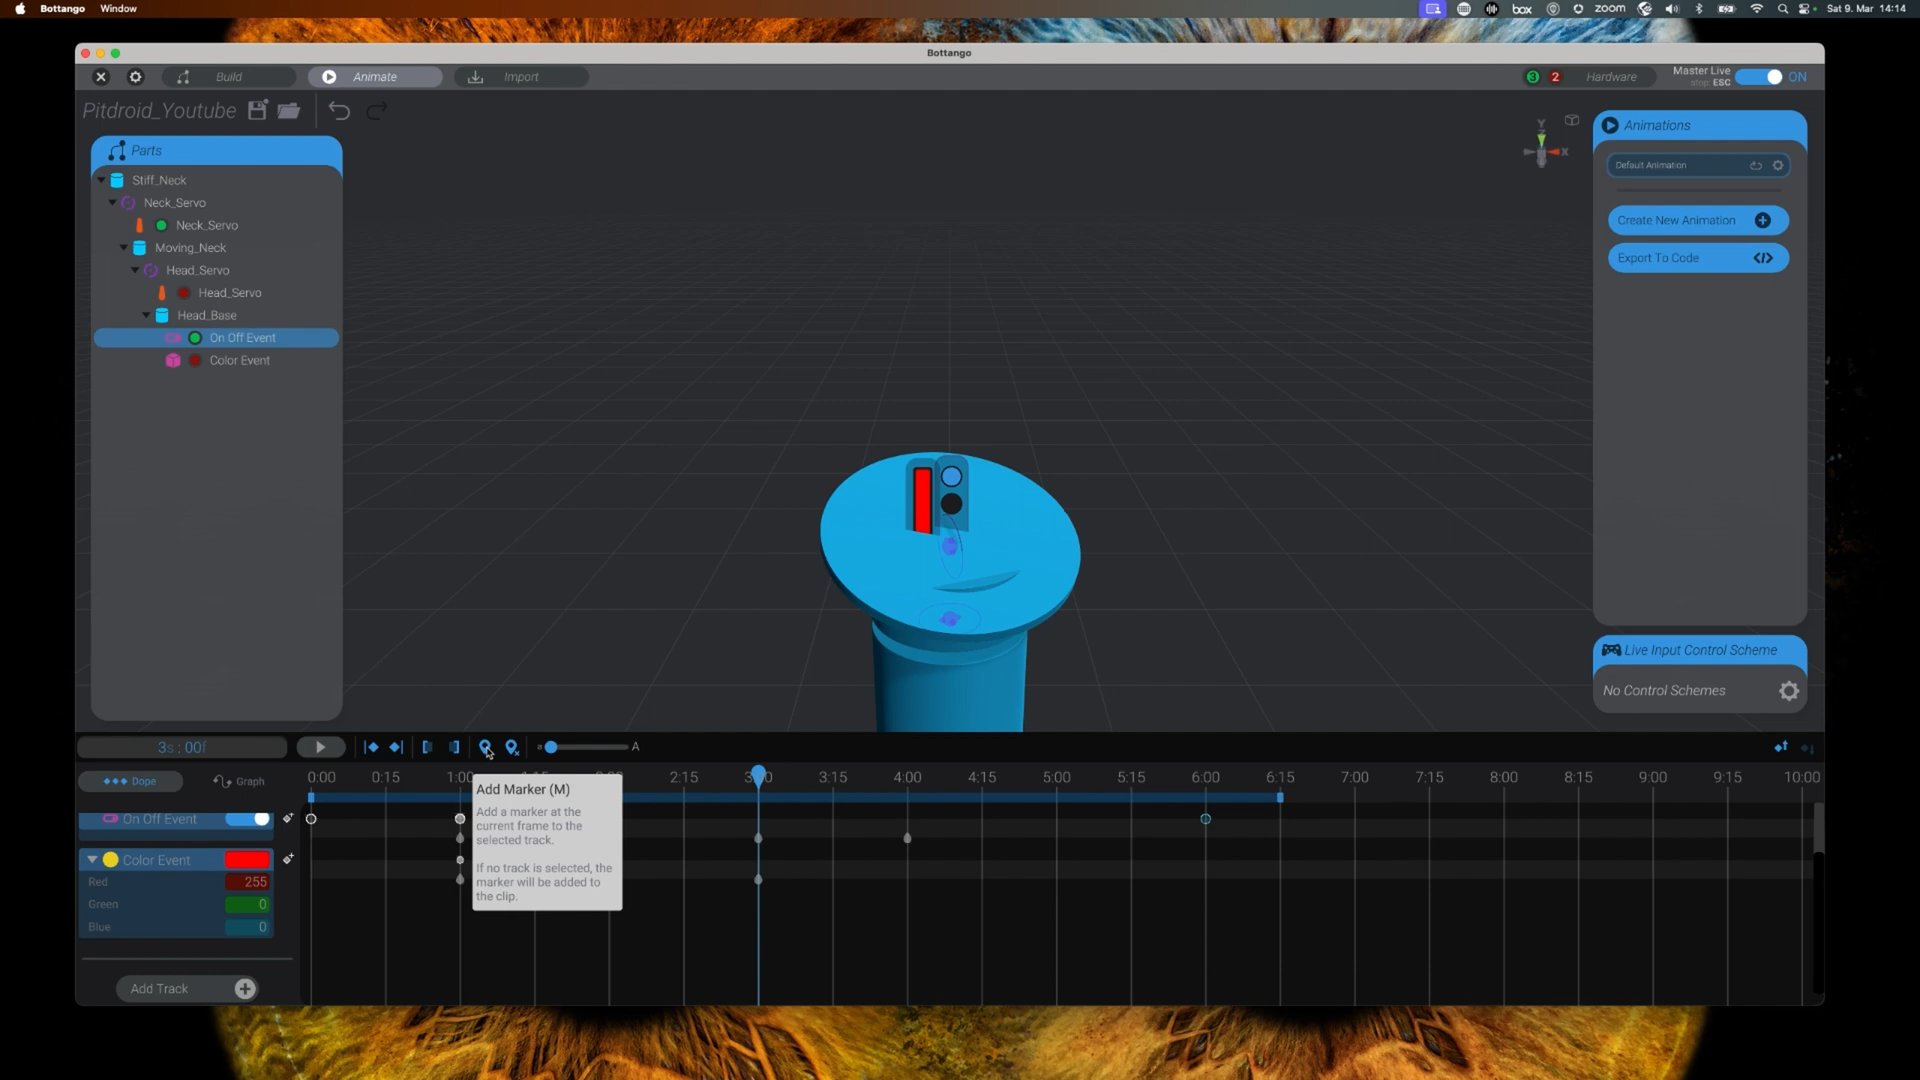 Bottango Window
box
zoom
Sat 9. Mar 14:14
Bottango
Build
Animate
Import
3 2 Hardware
Master Live
stop: ESC
ON
Pitdroid_Youtube
Parts
Stiff_Neck
Neck_Servo
Neck_Servo
Moving_Neck
Head_Servo
Head_Servo
Head_Base
On Off Event
Color Event
Y
X
Animations
Default Animation
Create New Animation
Export To Code </>
Live Input Control Scheme
No Control Schemes
3s : 00f
A
Dope
Graph
0:00 0:15 1:00 2:15 3:15 4:00 4:15 5:00 5:15 6:00 6:15 7:00 7:15 8:00 8:15 9:00 9:15 10:00
On Off Event
Color Event
Red 255
Green 0
Blue 0
Add Track
Add Marker (M)
Add a marker at the
current frame to the
selected track.
If no track is selected, the
marker will be added to
the clip.